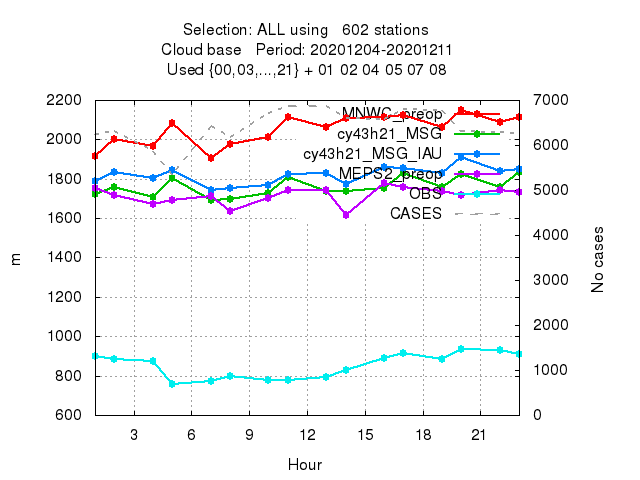 Selection: ALL using   602 stations
Cloud base   Period: 20201204-20201211
Used {00,03,...,21} + 01 02 04 05 07 08
2200
2000
1800
1600
1400
1200
1000
800
600
7000
6000
5000
4000
3000
2000
1000
0
MNWC_preop
cy43h21_MSG
cy43h21_MSG_IAU
MEPS2_preop
OBS
CASES
m
No cases
3
6
9
12
15
18
21
Hour